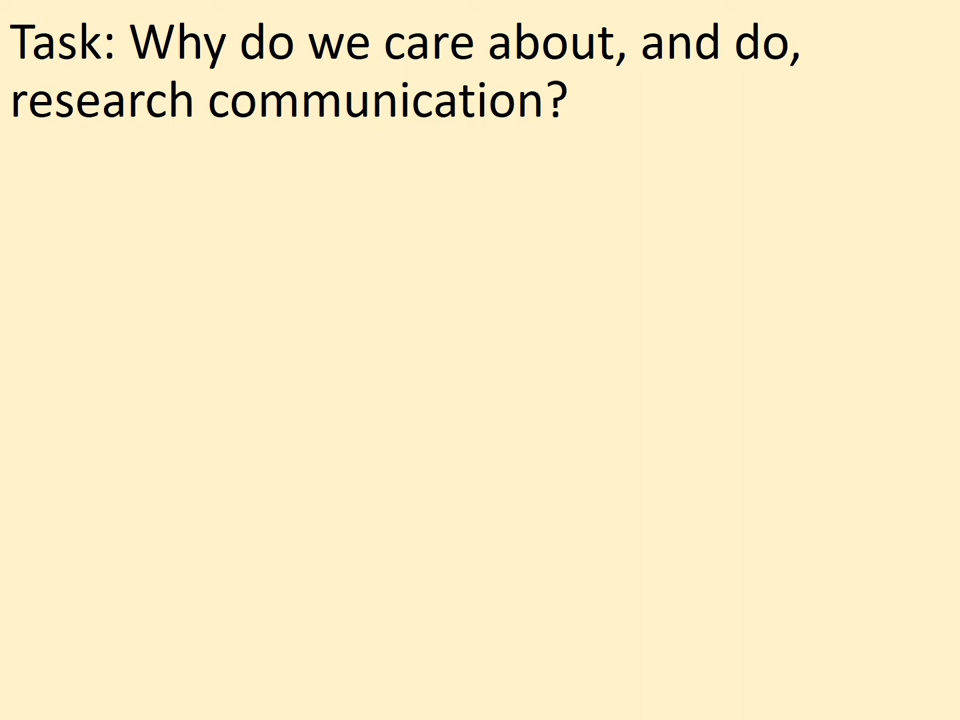 Task: Why do we care about, and do,
research communication?